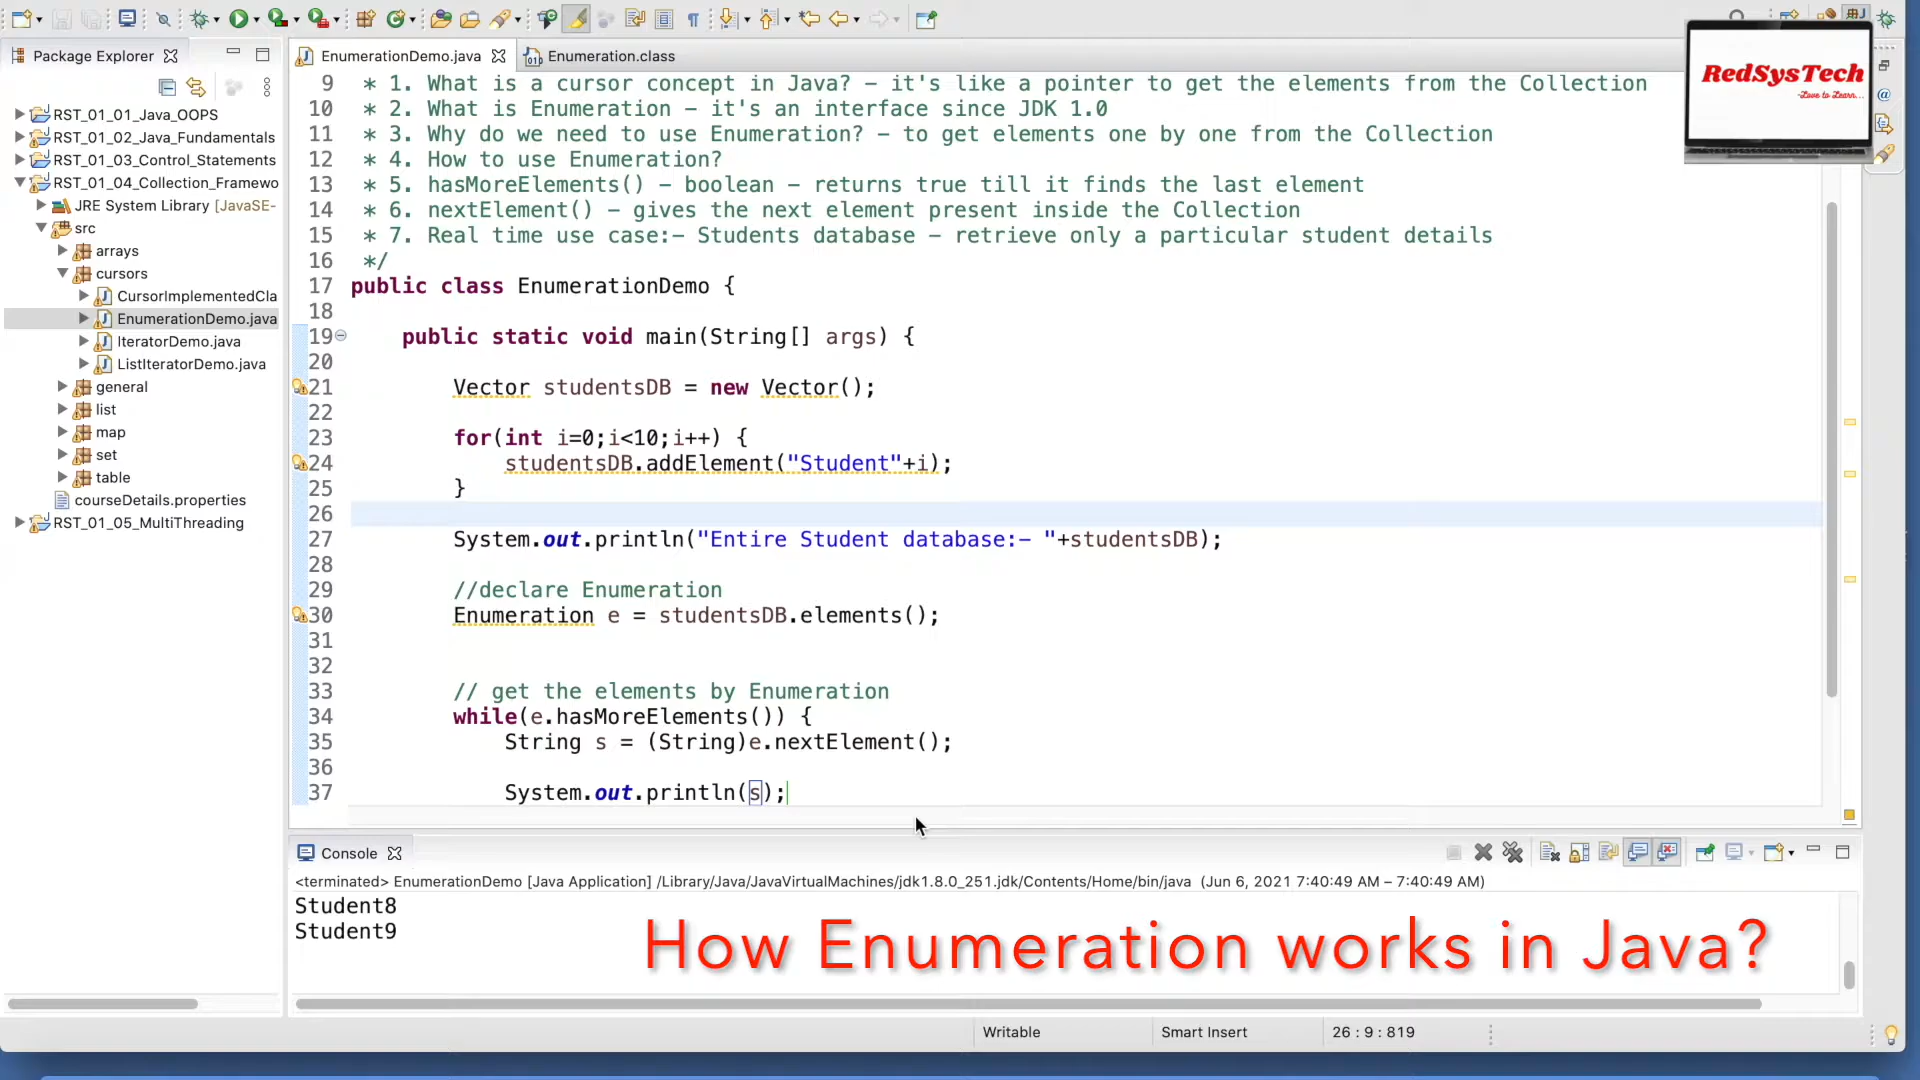 Package Explorer
EnumerationDemo.java
Enumeration.class
RedSysTech
-Love to Learn...
RST_01_01_Java_OOPS
RST_01_02_Java_Fundamentals
RST_01_03_Control_Statements
RST_01_04_Collection_Framewo
JRE System Library [JavaSE-
src
arrays
cursors
CursorImplementedCla
EnumerationDemo.java
IteratorDemo.java
ListIteratorDemo.java
general
list
map
set
table
courseDetails.properties
RST_01_05_MultiThreading
9 * 1. What is a cursor concept in Java? - it's like a pointer to get the elements from the Collection
10 * 2. What is Enumeration - it's an interface since JDK 1.0
11 * 3. Why do we need to use Enumeration? - to get elements one by one from the Collection
12 * 4. How to use Enumeration?
13 * 5. hasMoreElements() - boolean - returns true till it finds the last element
14 * 6. nextElement() - gives the next element present inside the Collection
15 * 7. Real time use case:- Students database - retrieve only a particular student details
16 */
17 public class EnumerationDemo {
18
19 public static void main(String[] args) {
20
21 Vector studentsDB = new Vector();
22
23 for(int i=0;i<10;i++) {
24 studentsDB.addElement("Student"+i);
25 }
26
27 System.out.println("Entire Student database:- "+studentsDB);
28
29 //declare Enumeration
30 Enumeration e = studentsDB.elements();
31
32
33 // get the elements by Enumeration
34 while(e.hasMoreElements()) {
35 String s = (String)e.nextElement();
36
37 System.out.println(s);
Console
<terminated> EnumerationDemo [Java Application] /Library/Java/JavaVirtualMachines/jdk1.8.0_251.jdk/Contents/Home/bin/java (Jun 6, 2021 7:40:49 AM – 7:40:49 AM)
Student8
Student9
How Enumeration works in Java?
Writable
Smart Insert
26 : 9 : 819